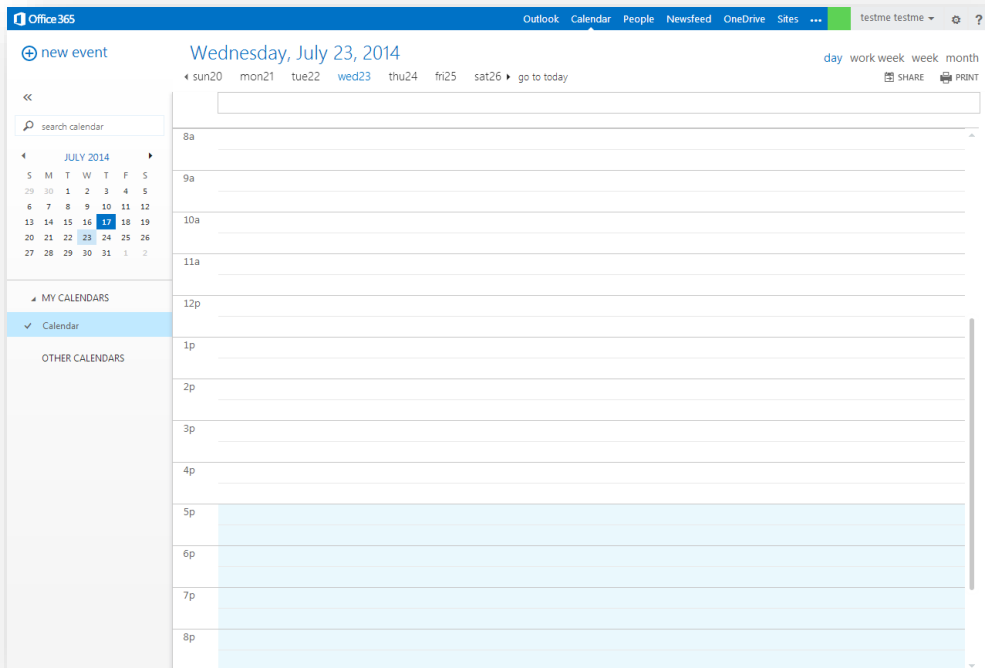 Office 365 Outlook Calendar People Newsfeed OneDrive Sites ... testme testme ?
new event
Wednesday, July 23, 2014
day work week week month
sun20 mon21 tue22 wed23 thu24 fri25 sat26 go to today
SHARE PRINT
«
search calendar
JULY 2014
S M T W T F S
29 30 1 2 3 4 5
6 7 8 9 10 11 12
13 14 15 16 17 18 19
20 21 22 23 24 25 26
27 28 29 30 31 1 2
MY CALENDARS
Calendar
OTHER CALENDARS
8a
9a
10a
11a
12p
1p
2p
3p
4p
5p
6p
7p
8p